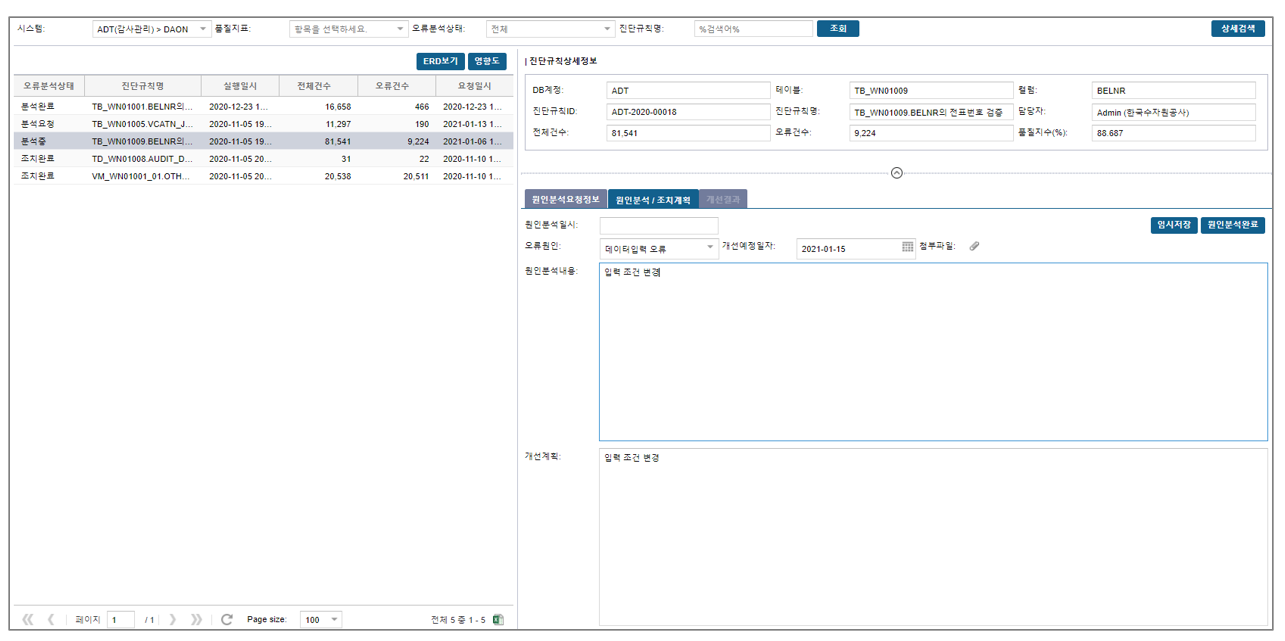 시스템: ADT(감사관리) > DAON 품질지표: 항목을 선택하세요. 오류분석상태: 전체 진단규칙명: %검색어% 조회 상세검색
ERD보기 영향도
오류분석상태 진단규칙명 실행일시 전체건수 오류건수 요청일시
분석완료 TB_WN01001.BELNR의... 2020-12-23 1... 16,658 466 2020-12-23 1...
분석요청 TB_WN01005.VCATN_J... 2020-11-05 19... 11,297 190 2021-01-13 1...
분석중 TB_WN01009.BELNR의... 2020-11-05 19... 81,541 9,224 2021-01-06 1...
조치완료 TD_WN01008.AUDIT_D... 2020-11-05 20... 31 22 2020-11-10 1...
조치완료 VM_WN01001_01.OTH... 2020-11-05 20... 20,538 20,511 2020-11-10 1...
페이지 1 / 1 Page size: 100 전체 5 중 1 - 5
| 진단규칙상세정보
DB계정: ADT 테이블: TB_WN01009 컬럼: BELNR
진단규칙ID: ADT-2020-00018 진단규칙명: TB_WN01009.BELNR의 전표번호 검증 담당자: Admin (한국수자원공사)
전체건수: 81,541 오류건수: 9,224 품질지수(%): 88.687
원인분석요청정보 원인분석 / 조치계획 개선결과
원인분석일시: 임시저장 원인분석완료
오류원인: 데이터입력 오류 개선예정일자: 2021-01-15 첨부파일:
원인분석내용: 입력 조건 변경
개선계획: 입력 조건 변경